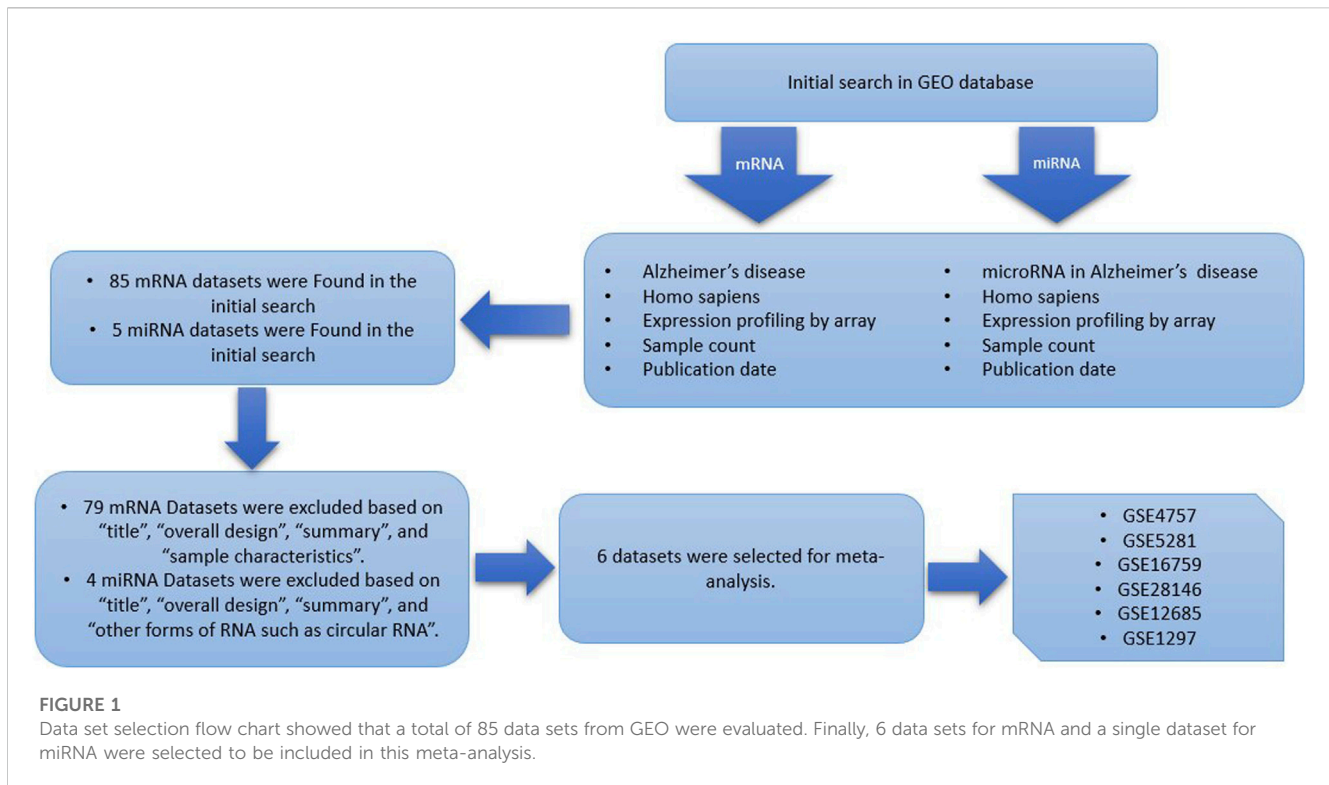 Initial search in GEO database
mRNA
miRNA
• Alzheimer's disease
• Homo sapiens
• Expression profiling by array
• Sample count
• Publication date
• microRNA in Alzheimer's disease
• Homo sapiens
• Expression profiling by array
• Sample count
• Publication date
• 85 mRNA datasets were Found in the
initial search
• 5 miRNA datasets were Found in the
initial search
• 79 mRNA Datasets were excluded based on
“title”, “overall design”, “summary”, and
“sample characteristics”.
• 4 miRNA Datasets were excluded based on
“title”, “overall design”, “summary”, and
“other forms of RNA such as circular RNA”.
6 datasets were selected for meta-
analysis.
• GSE4757
• GSE5281
• GSE16759
• GSE28146
• GSE12685
• GSE1297
FIGURE 1
Data set selection flow chart showed that a total of 85 data sets from GEO were evaluated. Finally, 6 data sets for mRNA and a single dataset for
miRNA were selected to be included in this meta-analysis.